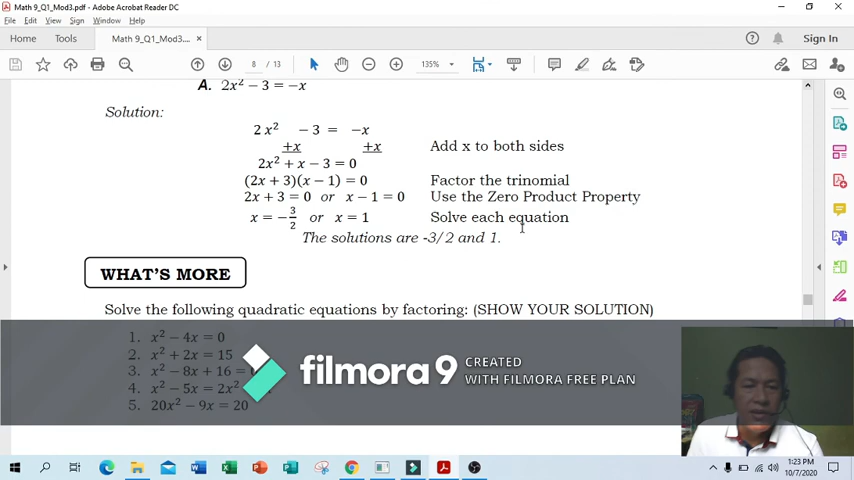 Math 9_Q1_Mod3.pdf - Adobe Acrobat Reader DC
File Edit View Sign Window Help
Home Tools Math 9_Q1_Mod3.... × Sign In
8 / 13 135%
A. 2x² − 3 = −x
Solution:
2 x² − 3 = −x
+x +x Add x to both sides
2x² + x − 3 = 0
(2x + 3)(x − 1) = 0 Factor the trinomial
2x + 3 = 0 or x − 1 = 0 Use the Zero Product Property
x = −3/2 or x = 1 Solve each equation
The solutions are -3/2 and 1.
WHAT'S MORE
Solve the following quadratic equations by factoring: (SHOW YOUR SOLUTION)
1. x² − 4x = 0
2. x² + 2x = 15
3. x² − 8x + 16 =
4. x² − 5x = 2x²
5. 20x² − 9x = 20
filmora9 CREATED
WITH FILMORA FREE PLAN
1:23 PM
10/7/2020